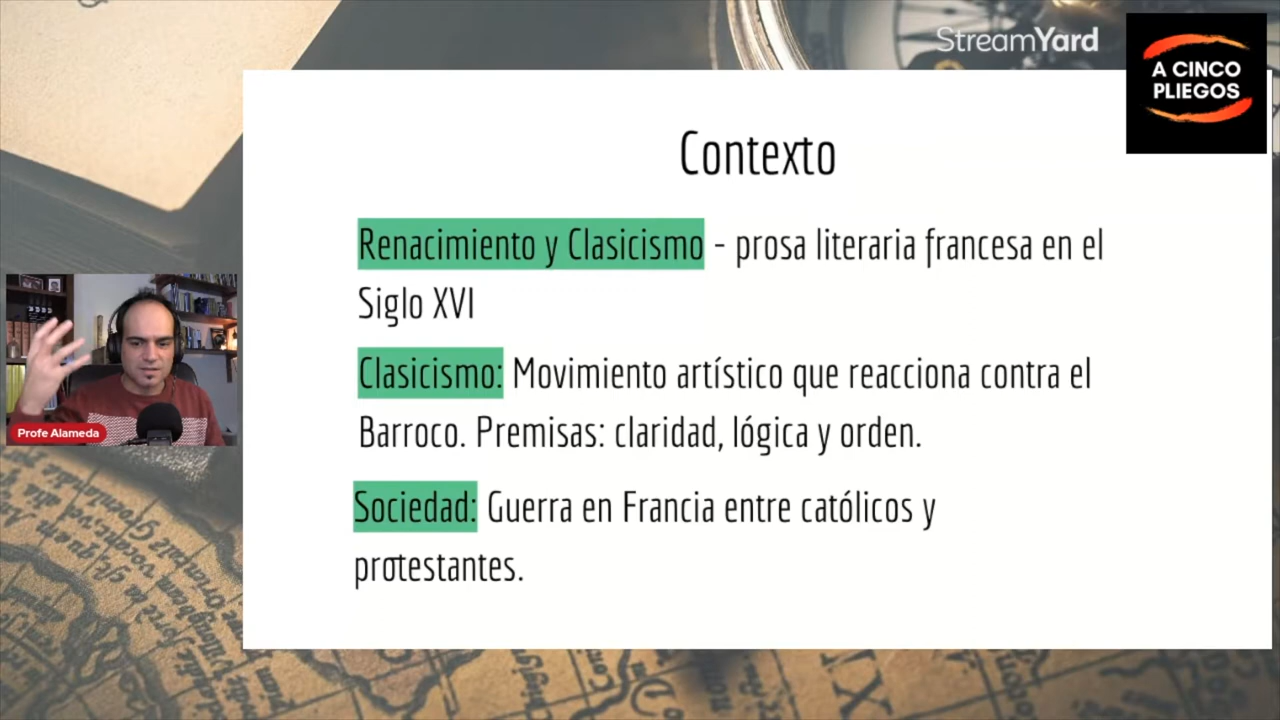 StreamYard
A CINCO
PLIEGOS
Contexto
Renacimiento y Clasicismo - prosa literaria francesa en el
Siglo XVI
Clasicismo: Movimiento artístico que reacciona contra el
Barroco. Premisas: claridad, lógica y orden.
Sociedad: Guerra en Francia entre católicos y
protestantes.
Profe Alameda